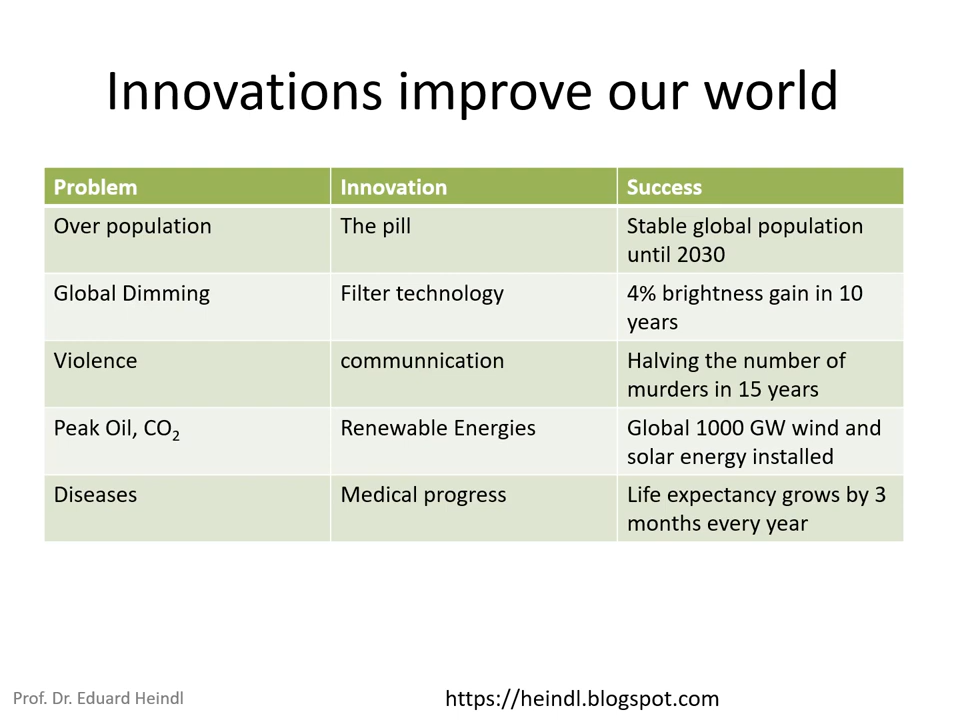 Innovations improve our world
Problem
Innovation
Success
Over population
The pill
Stable global population
until 2030
Global Dimming
Filter technology
4% brightness gain in 10
years
Violence
communnication
Halving the number of
murders in 15 years
Peak Oil, CO₂
Renewable Energies
Global 1000 GW wind and
solar energy installed
Diseases
Medical progress
Life expectancy grows by 3
months every year
Prof. Dr. Eduard Heindl
https://heindl.blogspot.com